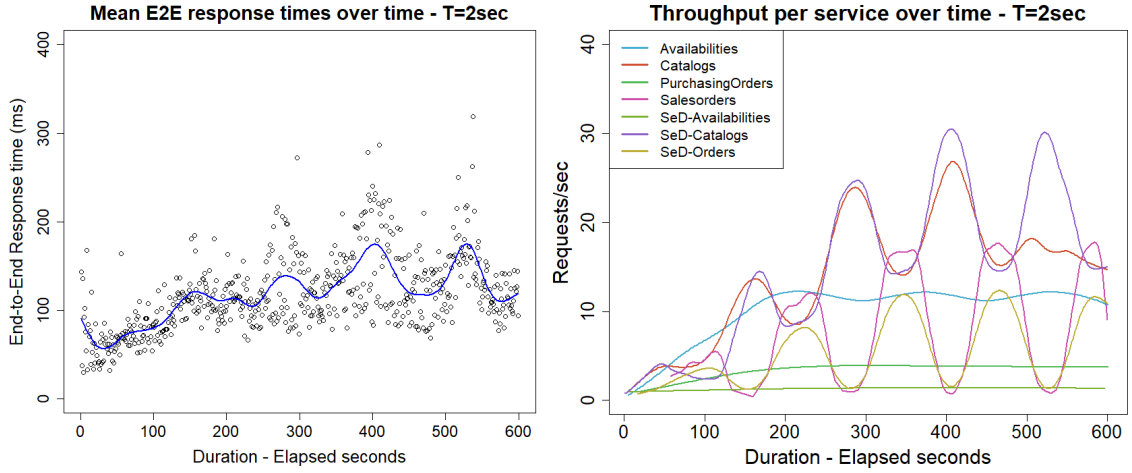 Mean E2E response times over time - T=2sec
End-to-End Response time (ms)
400
300
200
100
0
0 100 200 300 400 500 600
Duration - Elapsed seconds
Throughput per service over time - T=2sec
Requests/sec
40
30
20
10
0
Availabilities
Catalogs
PurchasingOrders
Salesorders
SeD-Availabilities
SeD-Catalogs
SeD-Orders
0 100 200 300 400 500 600
Duration - Elapsed seconds